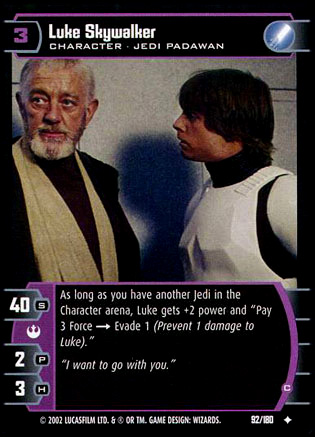 3 Luke Skywalker
CHARACTER · JEDI PADAWAN
40 S
2 P
3 H
As long as you have another Jedi in the
Character arena, Luke gets +2 power and “Pay
3 Force → Evade 1 (Prevent 1 damage to
Luke).”
“I want to go with you.”
C
© 2002 LUCASFILM LTD. & ® OR TM. GAME DESIGN: WIZARDS. 92/180